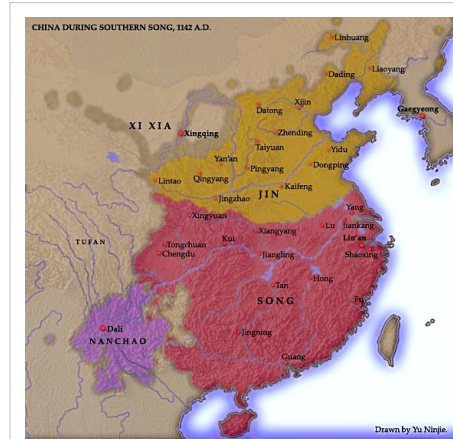 CHINA DURING SOUTHERN SONG, 1142 A.D.
Linhuang
Liaoyang
Dading
Gaegyeong
Datong
Xijin
XI XIA
Xingqing
Zhending
Taiyuan
Yidu
Yan'an
Dongping
Lintao
Qingyang
Pingyang
JIN
Kaifeng
Jingzhao
Xingyuan
Yang
Xiangyang
Lu
Jiankang
Kui
Lin'an
TUFAN
Tongchuan
Chengdu
Jiangling
Shaoxing
Tan
Hong
SONG
Fu
Dali
Jingning
NANCHAO
Guang
Drawn by Yu Ninjie.